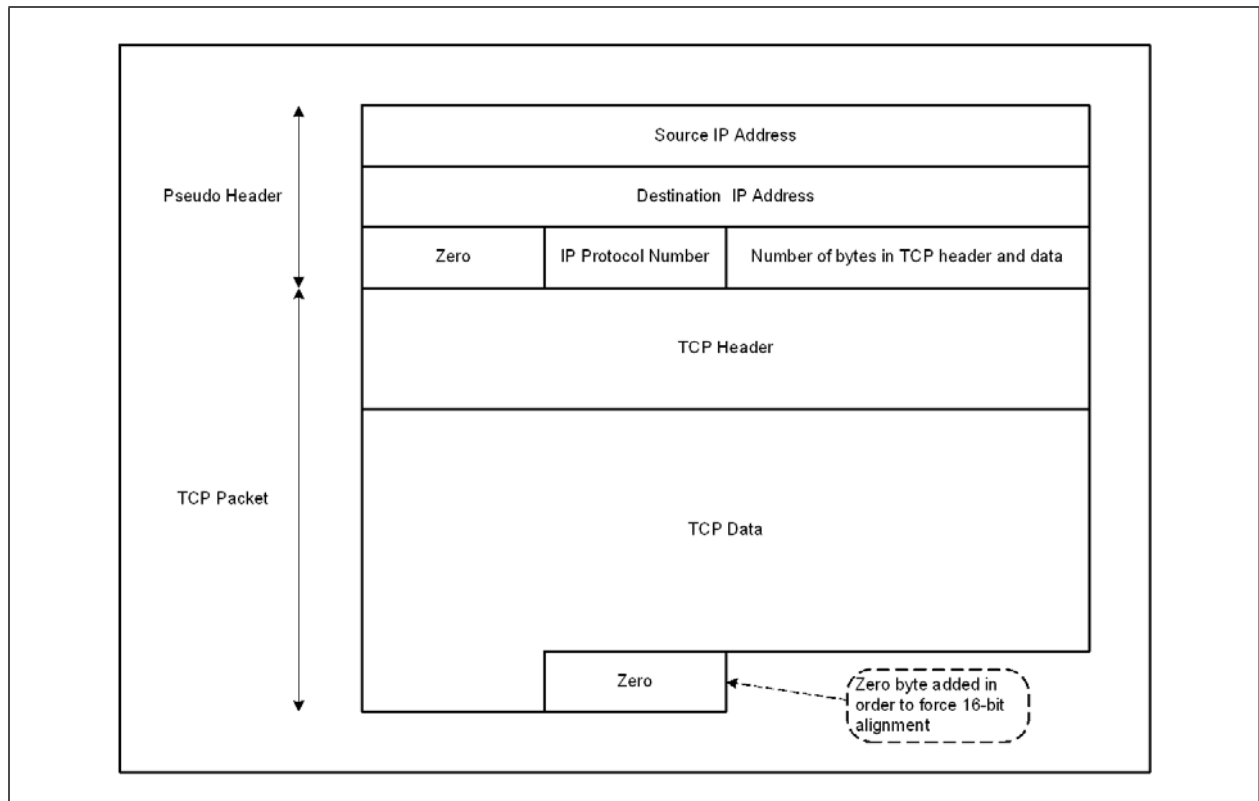 Source IP Address
Pseudo Header
Destination IP Address
Zero
IP Protocol Number
Number of bytes in TCP header and data
TCP Header
TCP Packet
TCP Data
Zero
Zero byte added in
order to force 16-bit
alignment